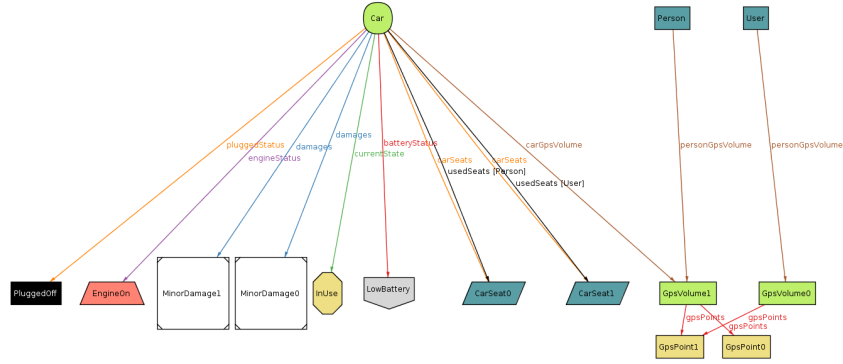 Car
Person
User
pluggedStatus
damages
damages
batteryStatus
carGpsVolume
personGpsVolume
personGpsVolume
engineStatus
currentState
carSeats
carSeats
usedSeats [Person]
usedSeats [User]
PluggedOff
EngineOn
MinorDamage1
MinorDamage0
InUse
LowBattery
CarSeat0
CarSeat1
GpsVolume1
GpsVolume0
gpsPoints
gpsPoints
gpsPoints
GpsPoint1
GpsPoint0